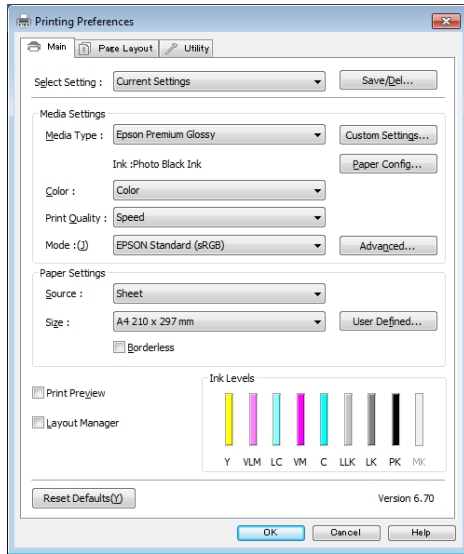 Printing Preferences
Main Page Layout Utility
Select Setting : Current Settings Save/Del...
Media Settings
Media Type : Epson Premium Glossy Custom Settings...
Ink :Photo Black Ink Paper Config...
Color : Color
Print Quality : Speed
Mode :(J) EPSON Standard (sRGB) Advanced...
Paper Settings
Source : Sheet
Size : A4 210 x 297 mm User Defined...
Borderless
Ink Levels
Print Preview
Layout Manager
Y VLM LC VM C LLK LK PK MK
Reset Defaults(Y) Version 6.70
OK Cancel Help